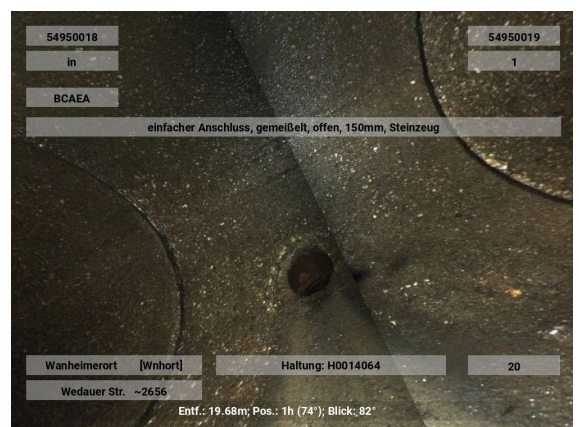 54950018
54950019
in
1
BCAEA
einfacher Anschluss, gemeißelt, offen, 150mm, Steinzeug
Wanheimerort [Wnhort]
Haltung: H0014064
20
Wedauer Str. ~2656
Entf.: 19.68m; Pos.: 1h (74°); Blick: 82°